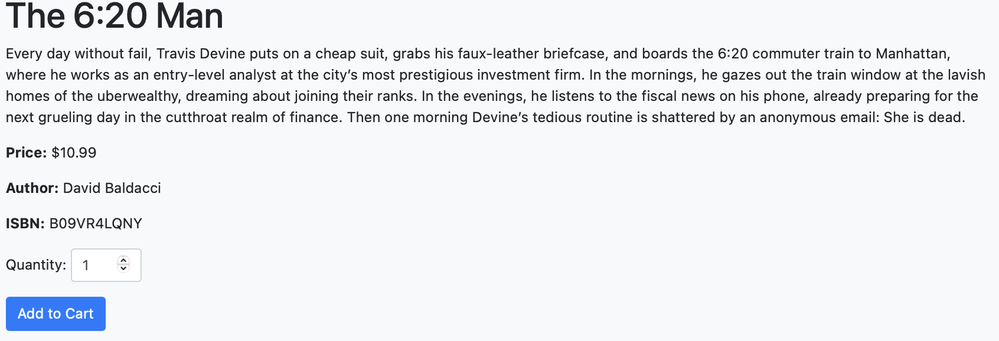 The 6:20 Man
Every day without fail, Travis Devine puts on a cheap suit, grabs his faux-leather briefcase, and boards the 6:20 commuter train to Manhattan,
where he works as an entry-level analyst at the city’s most prestigious investment firm. In the mornings, he gazes out the train window at the lavish
homes of the uberwealthy, dreaming about joining their ranks. In the evenings, he listens to the fiscal news on his phone, already preparing for the
next grueling day in the cutthroat realm of finance. Then one morning Devine’s tedious routine is shattered by an anonymous email: She is dead.
Price: $10.99
Author: David Baldacci
ISBN: B09VR4LQNY
Quantity: 1
Add to Cart